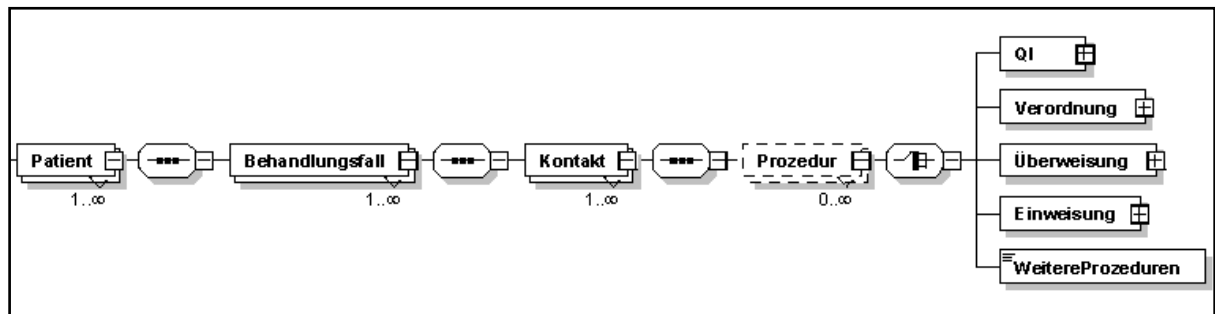 QI
Verordnung
Patient
Behandlungsfall
Kontakt
Prozedur
Überweisung
1..∞
1..∞
1..∞
0..∞
Einweisung
WeitereProzeduren